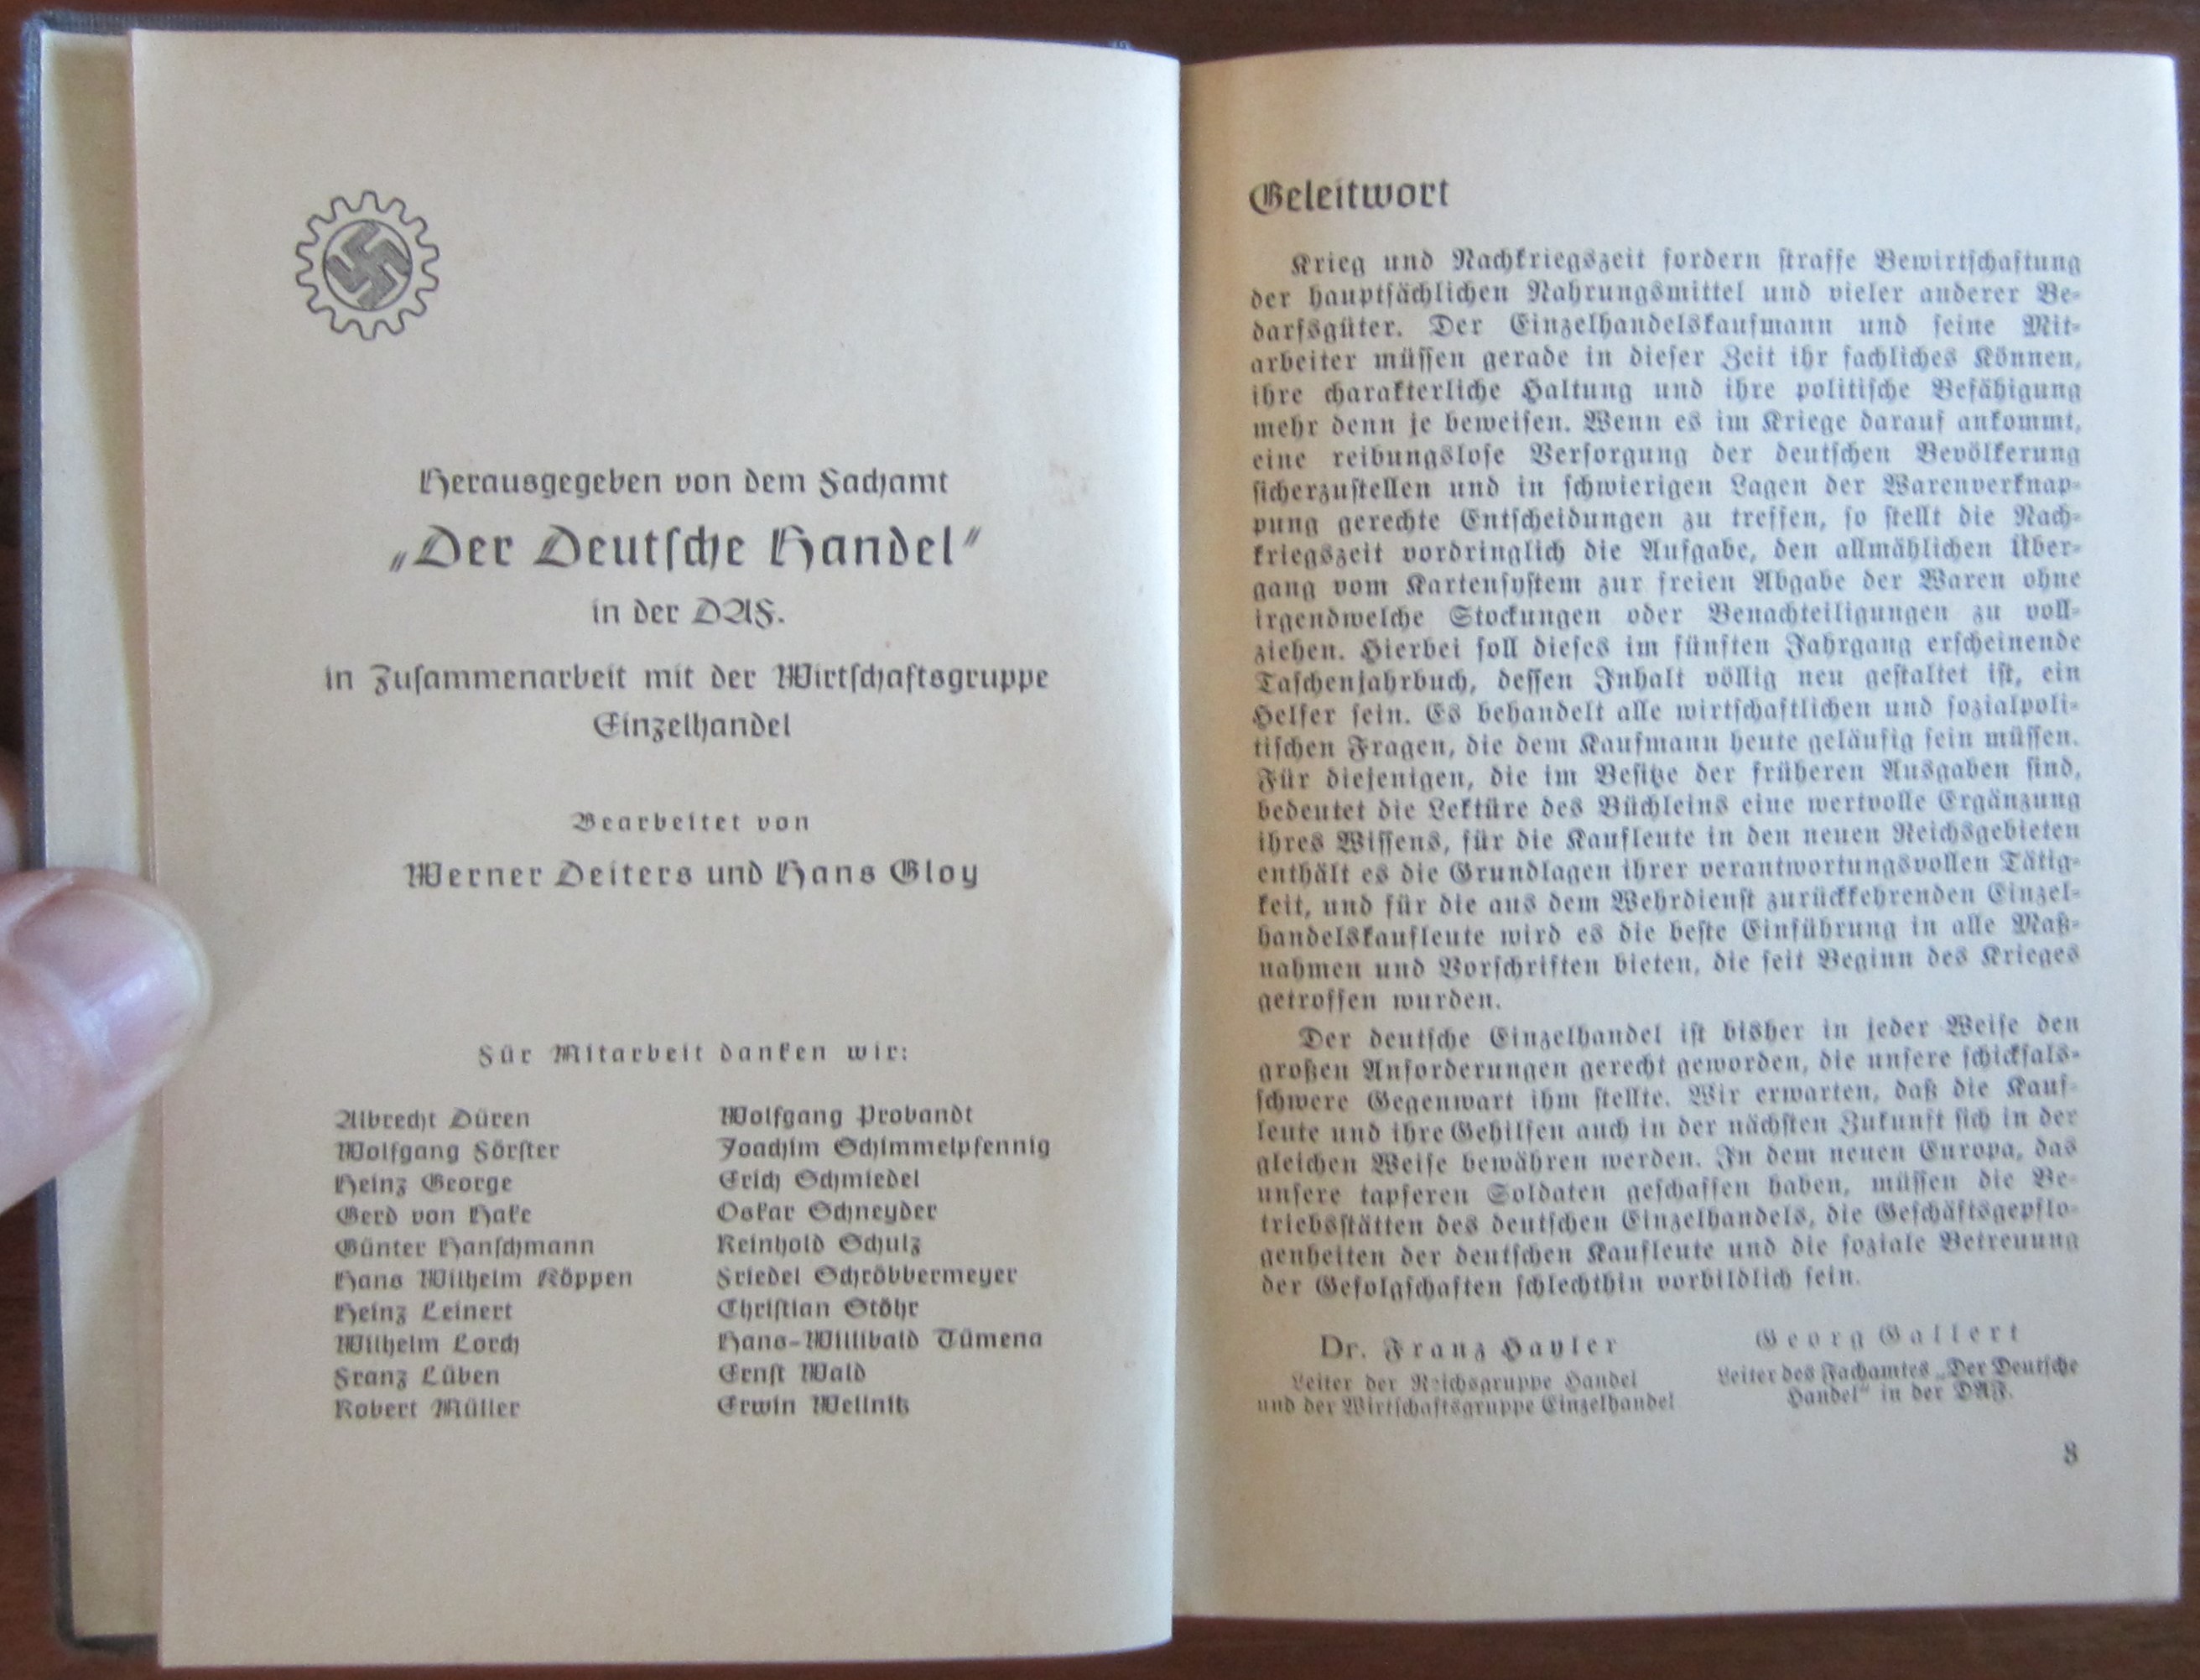 Herausgegeben von dem Fachamt
„Der Deutsche Handel"
in der DAF.
in Zusammenarbeit mit der Wirtschaftsgruppe
Einzelhandel
Bearbeitet von
Werner Deiters und Hans Gloy
Für Mitarbeit danken wir:
Albrecht Düren
Wolfgang Förster
Heinz George
Gerd von Hake
Günter Hanschmann
Hans Wilhelm Köppen
Heinz Leinert
Wilhelm Lorch
Franz Lüben
Robert Müller
Wolfgang Probandt
Joachim Schimmelpfennig
Erich Schmiedel
Oskar Schneyder
Reinhold Schulz
Friedel Schröbbermeyer
Christian Stöhr
Hans-Willibald Tümena
Ernst Wald
Erwin Wellnitz
Geleitwort
Krieg und Nachkriegszeit fordern straffe Bewirtschaftung
der hauptsächlichen Nahrungsmittel und vieler anderer Be-
darfsgüter. Der Einzelhandelskaufmann und seine Mit-
arbeiter müssen gerade in dieser Zeit ihr fachliches Können,
ihre charakterliche Haltung und ihre politische Befähigung
mehr denn je beweisen. Wenn es im Kriege darauf ankommt,
eine reibungslose Versorgung der deutschen Bevölkerung
sicherzustellen und in schwierigen Lagen der Warenverknap-
pung gerechte Entscheidungen zu treffen, so stellt die Nach-
kriegszeit vordringlich die Aufgabe, den allmählichen Über-
gang vom Kartensystem zur freien Abgabe der Waren ohne
irgendwelche Stockungen oder Benachteiligungen zu voll-
ziehen. Hierbei soll dieses im fünften Jahrgang erscheinende
Taschenjahrbuch, dessen Inhalt völlig neu gestaltet ist, ein
Helfer sein. Es behandelt alle wirtschaftlichen und sozialpoli-
tischen Fragen, die dem Kaufmann heute geläufig sein müssen.
Für diejenigen, die im Besitze der früheren Ausgaben sind,
bedeutet die Lektüre des Büchleins eine wertvolle Ergänzung
ihres Wissens, für die Kaufleute in den neuen Reichsgebieten
enthält es die Grundlagen ihrer verantwortungsvollen Tätig-
keit, und für die aus dem Wehrdienst zurückkehrenden Einzel-
handelskaufleute wird es die beste Einführung in alle Maß-
nahmen und Vorschriften bieten, die seit Beginn des Krieges
getroffen wurden.
Der deutsche Einzelhandel ist bisher in jeder Weise den
großen Anforderungen gerecht geworden, die unsere schicksals-
schwere Gegenwart ihm stellte. Wir erwarten, daß die Kauf-
leute und ihre Gehilfen auch in der nächsten Zukunft sich in der
gleichen Weise bewähren werden. In dem neuen Europa, das
unsere tapferen Soldaten geschaffen haben, müssen die Be-
triebsstätten des deutschen Einzelhandels, die Geschäftsgepflo-
genheiten der deutschen Kaufleute und die soziale Betreuung
der Gefolgschaften schlechthin vorbildlich sein.
Dr. Franz Hayler
Leiter der Reichsgruppe Handel
und der Wirtschaftsgruppe Einzelhandel
Georg Gallert
Leiter des Fachamtes „Der Deutsche
Handel" in der DAF.
3